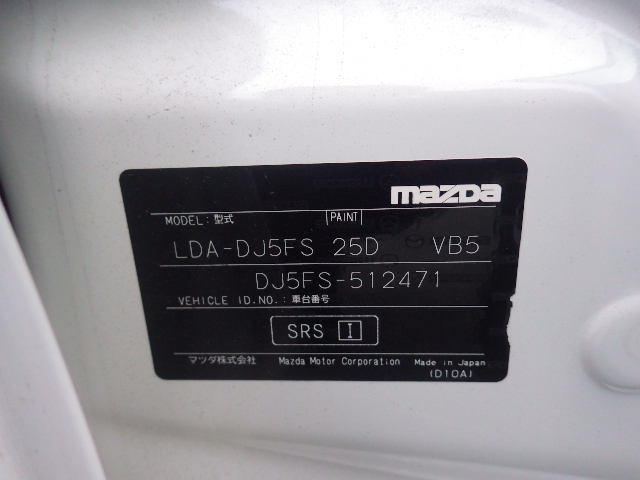 mazda
MODEL:型式 PAINT
LDA-DJ5FS 25D VB5
DJ5FS-512471
VEHICLE ID.NO.:車台番号
SRS I
マツダ株式会社 Mazda Motor Corporation Made in Japan
(D10A)